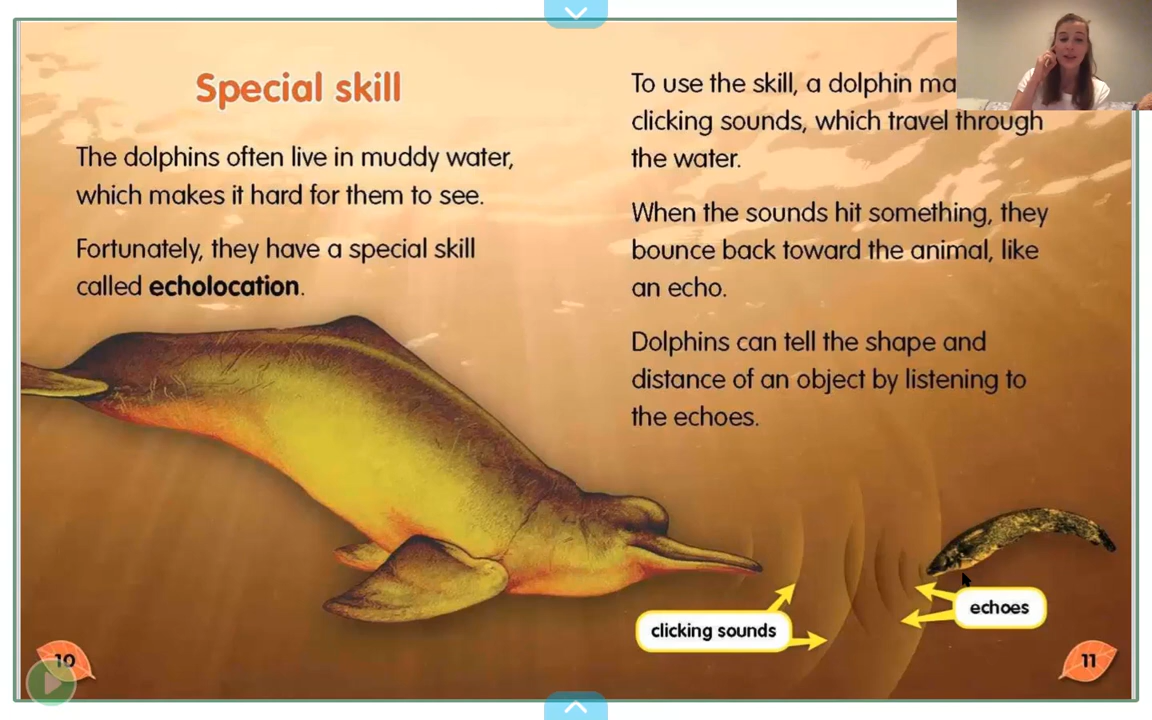 Special skill
The dolphins often live in muddy water,
which makes it hard for them to see.
Fortunately, they have a special skill
called echolocation.
To use the skill, a dolphin
clicking sounds, which travel through
the water.
When the sounds hit something, they
bounce back toward the animal, like
an echo.
Dolphins can tell the shape and
distance of an object by listening to
the echoes.
clicking sounds
echoes
10
11